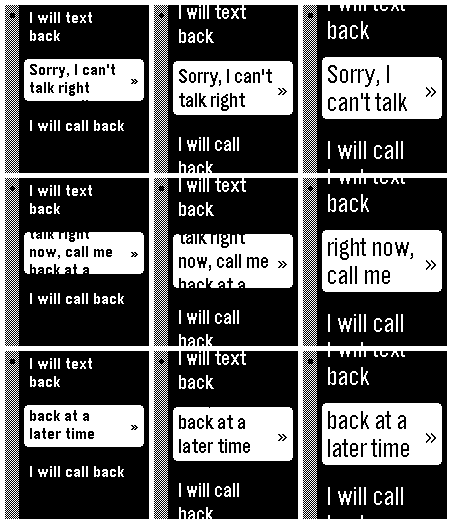 I will text
back
Sorry, I can't
talk right »
I will call back
I will text
back
Sorry, I can't
talk right »
I will call
back
I will text
back
Sorry, I
can't talk »
I will call
I will text
back
talk right
now, call me »
back at a
I will call back
I will text
back
talk right
now, call me »
back at a
I will call
back
I will text
back
right now,
call me »
I will call
I will text
back
back at a
later time »
I will call back
I will text
back
back at a
later time »
I will call
back
I will text
back
back at a
later time »
I will call